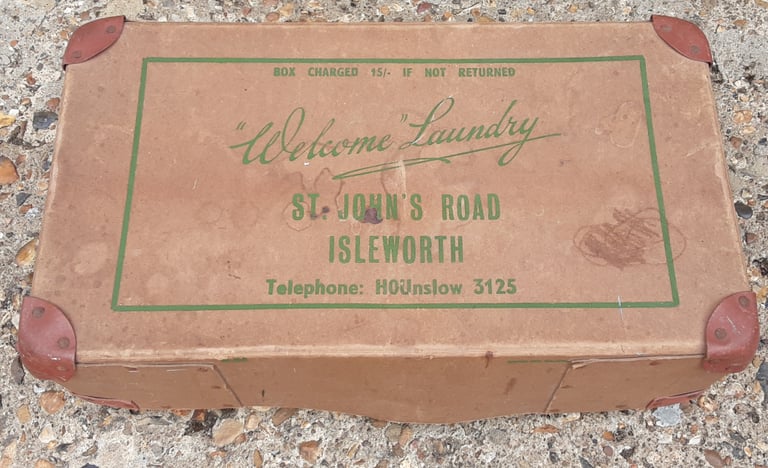 BOX CHARGED 15/- IF NOT RETURNED
"Welcome" Laundry
ST. JOHN'S ROAD
ISLEWORTH
Telephone: HOUnslow 3125